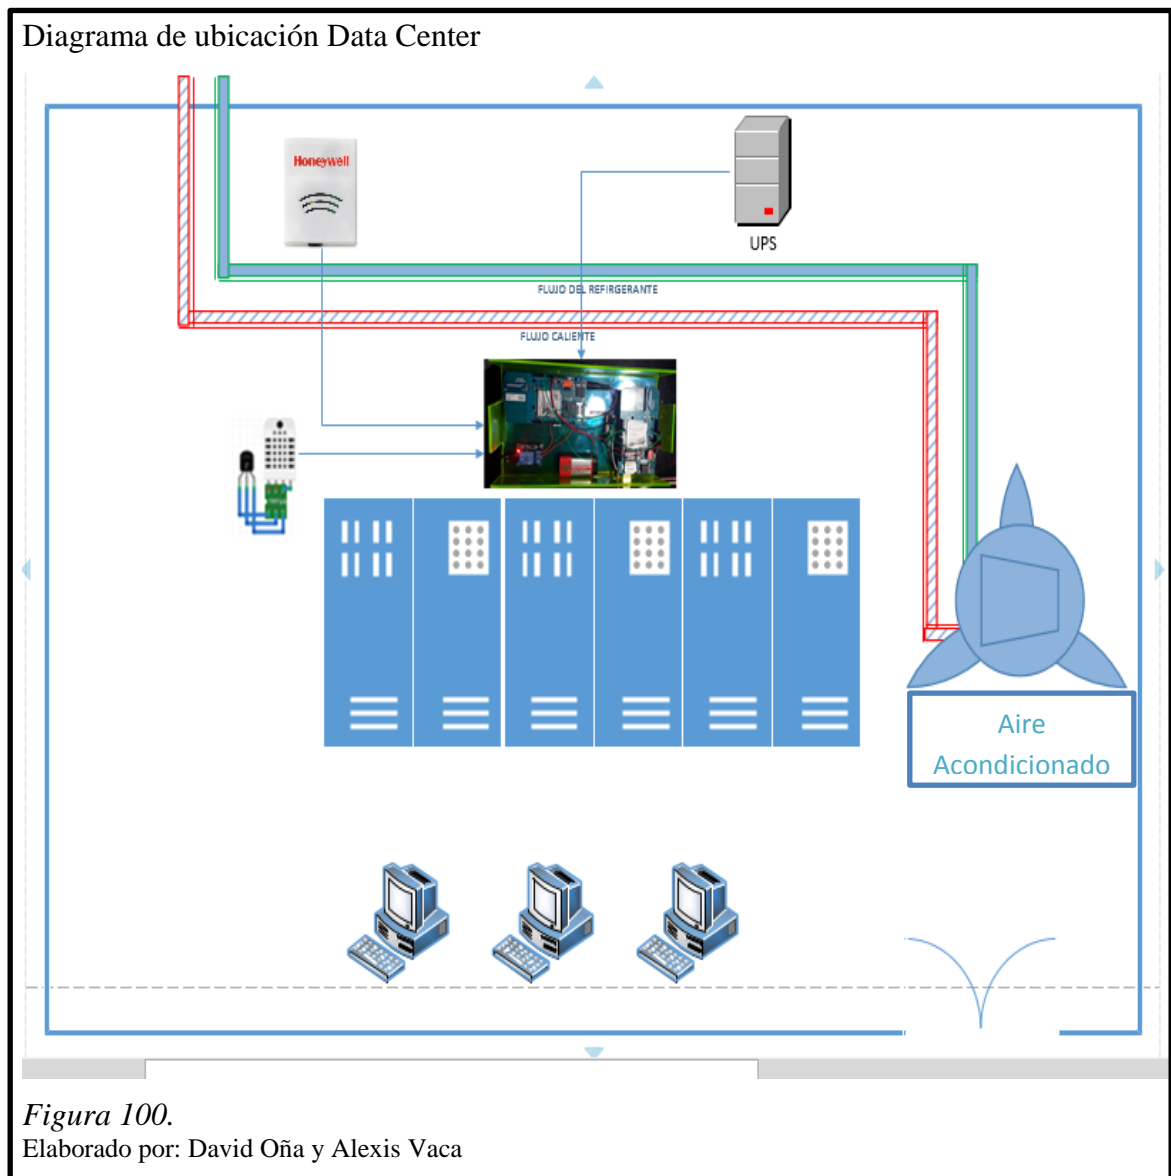 Diagrama de ubicación Data Center
Honeywell
UPS
FLUJO DEL REFIRGERANTE
FLUJO CALIENTE
Aire
Acondicionado
Figura 100.
Elaborado por: David Oña y Alexis Vaca